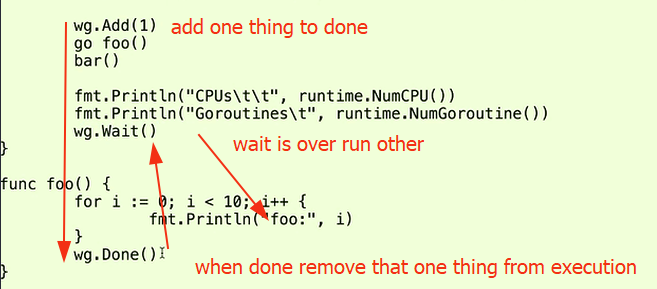 wg.Add(1) add one thing to done
go foo()
bar()
fmt.Println("CPUs\t\t", runtime.NumCPU())
fmt.Println("Goroutines\t", runtime.NumGoroutine())
wg.Wait()
wait is over run other
}
func foo() {
for i := 0; i < 10; i++ {
fmt.Println("foo:", i)
}
wg.Done()
when done remove that one thing from execution
}